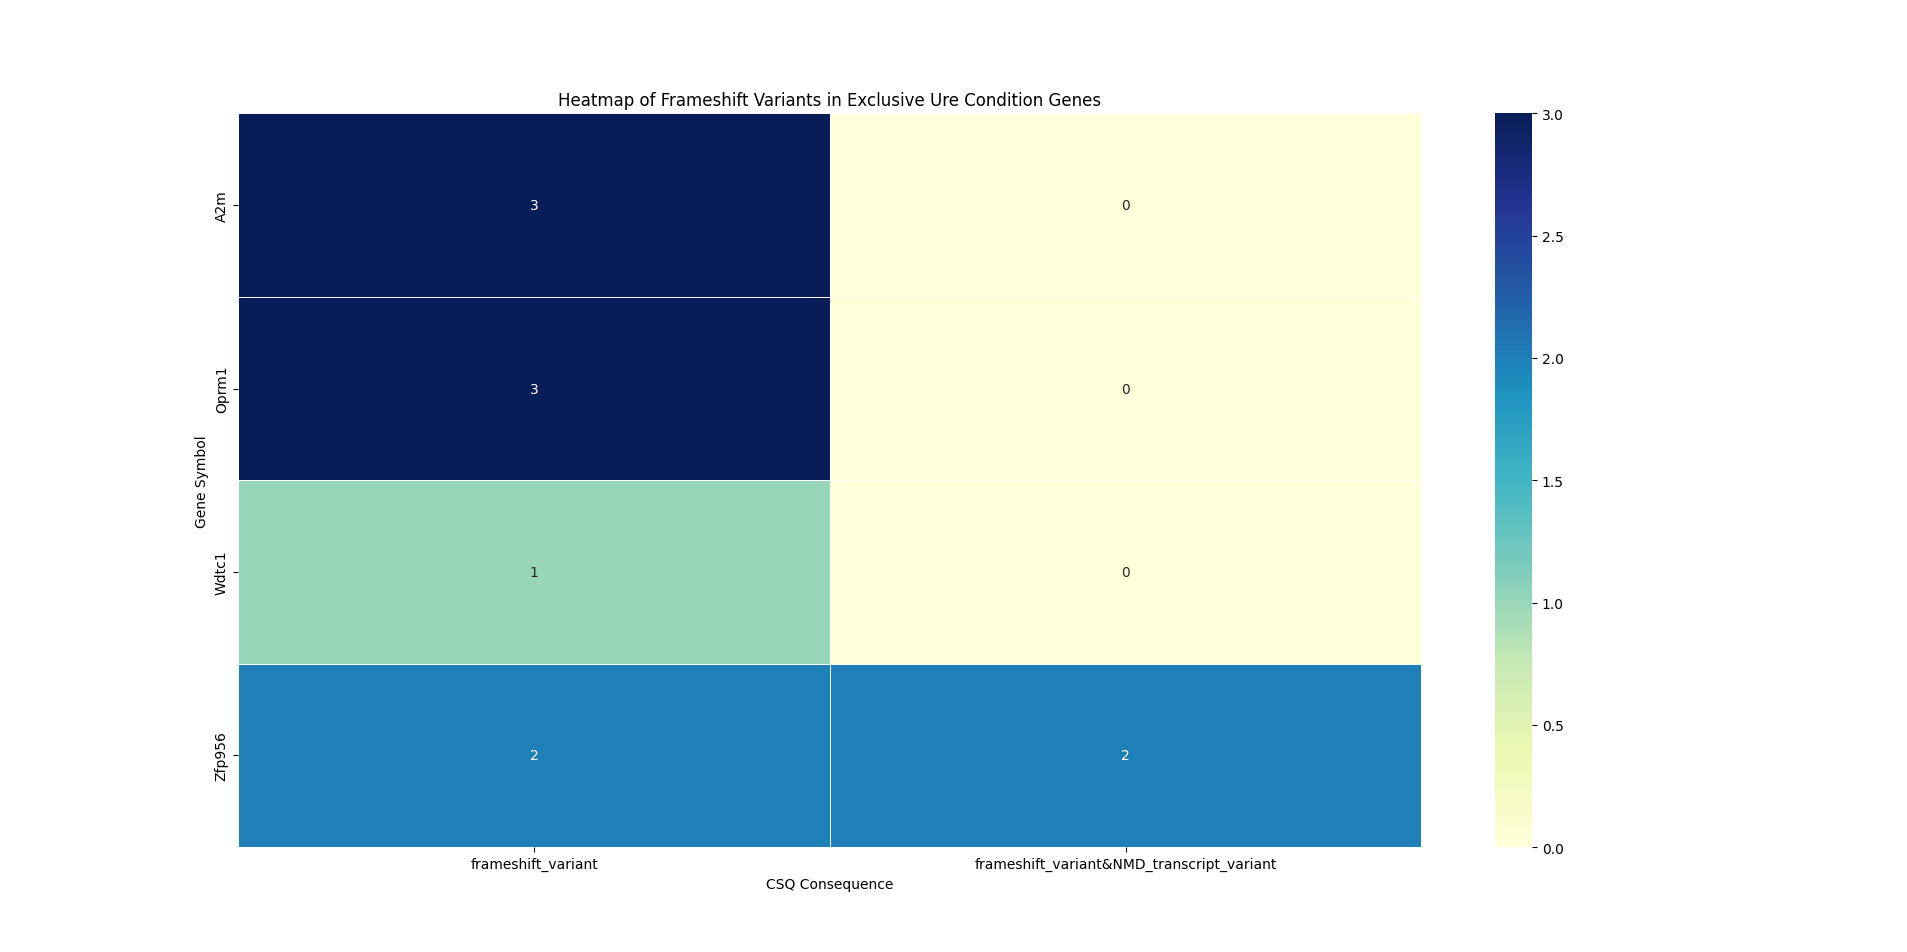 Heatmap of Frameshift Variants in Exclusive Ure Condition Genes
Gene Symbol
A2m
3
0
Oprm1
3
0
Wdtc1
1
0
Zfp956
2
2
frameshift_variant
frameshift_variant&NMD_transcript_variant
CSQ Consequence
3.0
2.5
2.0
1.5
1.0
0.5
0.0